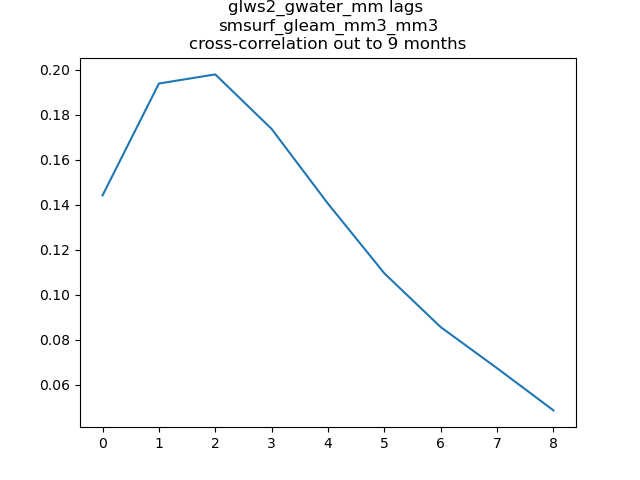 glws2_gwater_mm lags
smsurf_gleam_mm3_mm3
cross-correlation out to 9 months
0.20
0.18
0.16
0.14
0.12
0.10
0.08
0.06
0 1 2 3 4 5 6 7 8